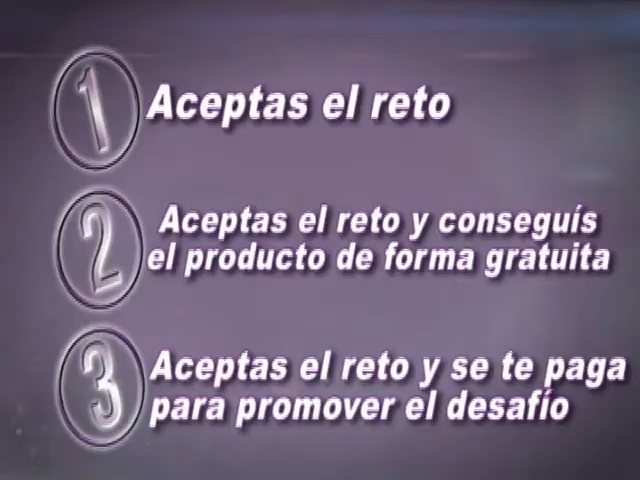 1 Aceptas el reto
2 Aceptas el reto y conseguís
el producto de forma gratuita
3 Aceptas el reto y se te paga
para promover el desafío